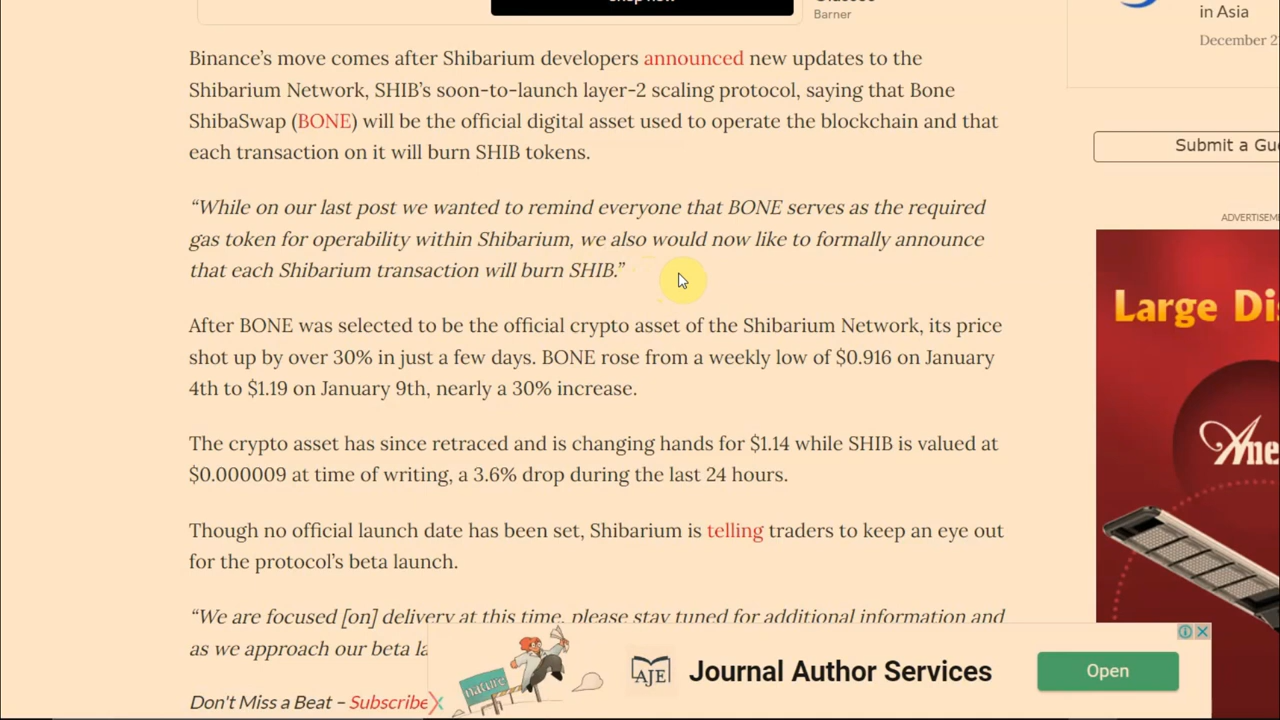 Barner
in Asia
December 2
Binance’s move comes after Shibarium developers announced new updates to the
Shibarium Network, SHIB’s soon-to-launch layer-2 scaling protocol, saying that Bone
ShibaSwap (BONE) will be the official digital asset used to operate the blockchain and that
each transaction on it will burn SHIB tokens.
“While on our last post we wanted to remind everyone that BONE serves as the required
gas token for operability within Shibarium, we also would now like to formally announce
that each Shibarium transaction will burn SHIB.”
After BONE was selected to be the official crypto asset of the Shibarium Network, its price
shot up by over 30% in just a few days. BONE rose from a weekly low of $0.916 on January
4th to $1.19 on January 9th, nearly a 30% increase.
The crypto asset has since retraced and is changing hands for $1.14 while SHIB is valued at
$0.000009 at time of writing, a 3.6% drop during the last 24 hours.
Though no official launch date has been set, Shibarium is telling traders to keep an eye out
for the protocol’s beta launch.
“We are focused [on] delivery at this time, please stay tuned for additional information and
as we approach our beta la
Don't Miss a Beat – Subscribe
Submit a Gu
ADVERTISEM
Large Di
Ane
nature
AJE
Journal Author Services
Open